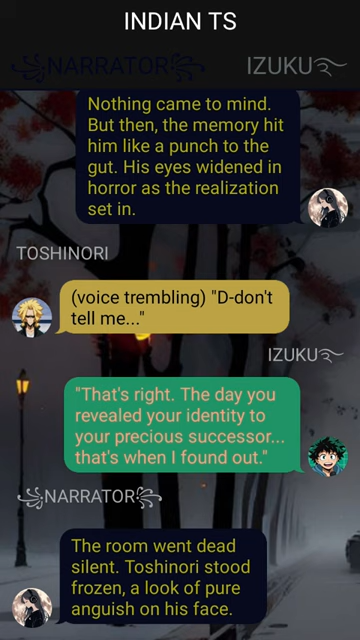 INDIAN TS
꧁NARRATOR꧂
IZUKU࿐
Nothing came to mind.
But then, the memory hit
him like a punch to the
gut. His eyes widened in
horror as the realization
set in.
TOSHINORI
(voice trembling) "D-don't
tell me..."
IZUKU࿐
"That's right. The day you
revealed your identity to
your precious successor...
that's when I found out."
꧁NARRATOR꧂
The room went dead
silent. Toshinori stood
frozen, a look of pure
anguish on his face.